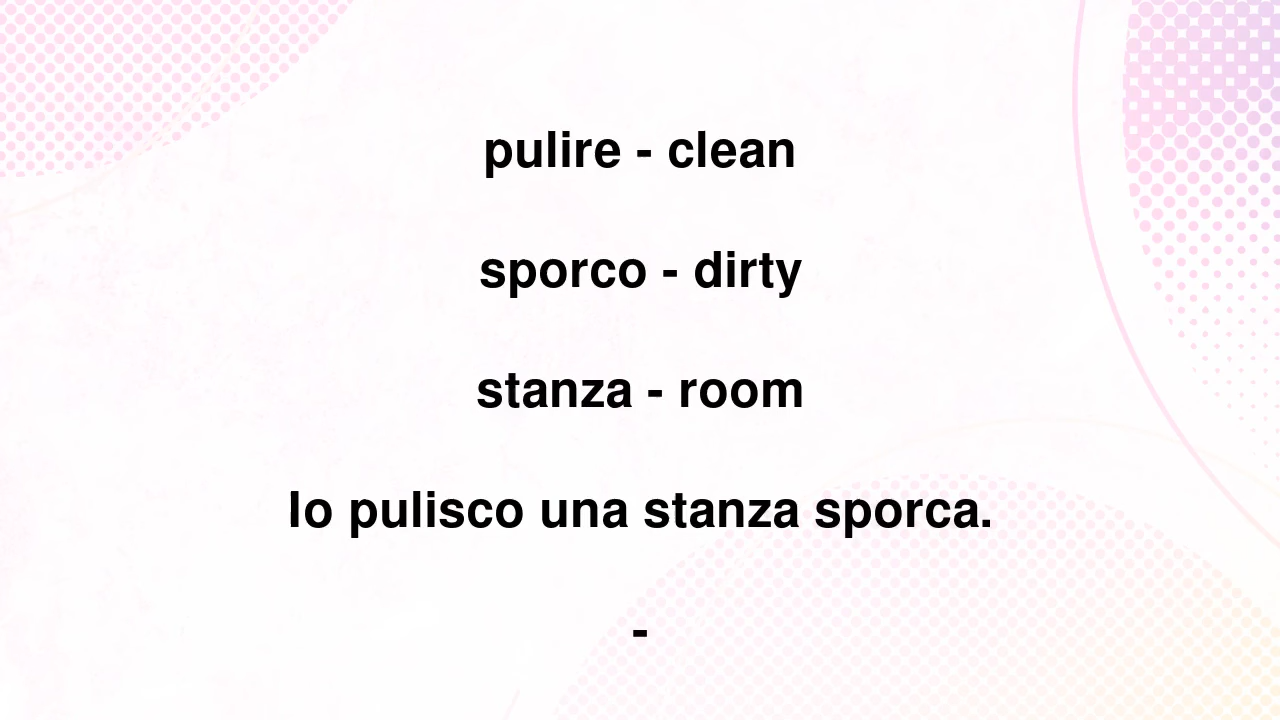 pulire - clean
sporco - dirty
stanza - room
Io pulisco una stanza sporca.
-